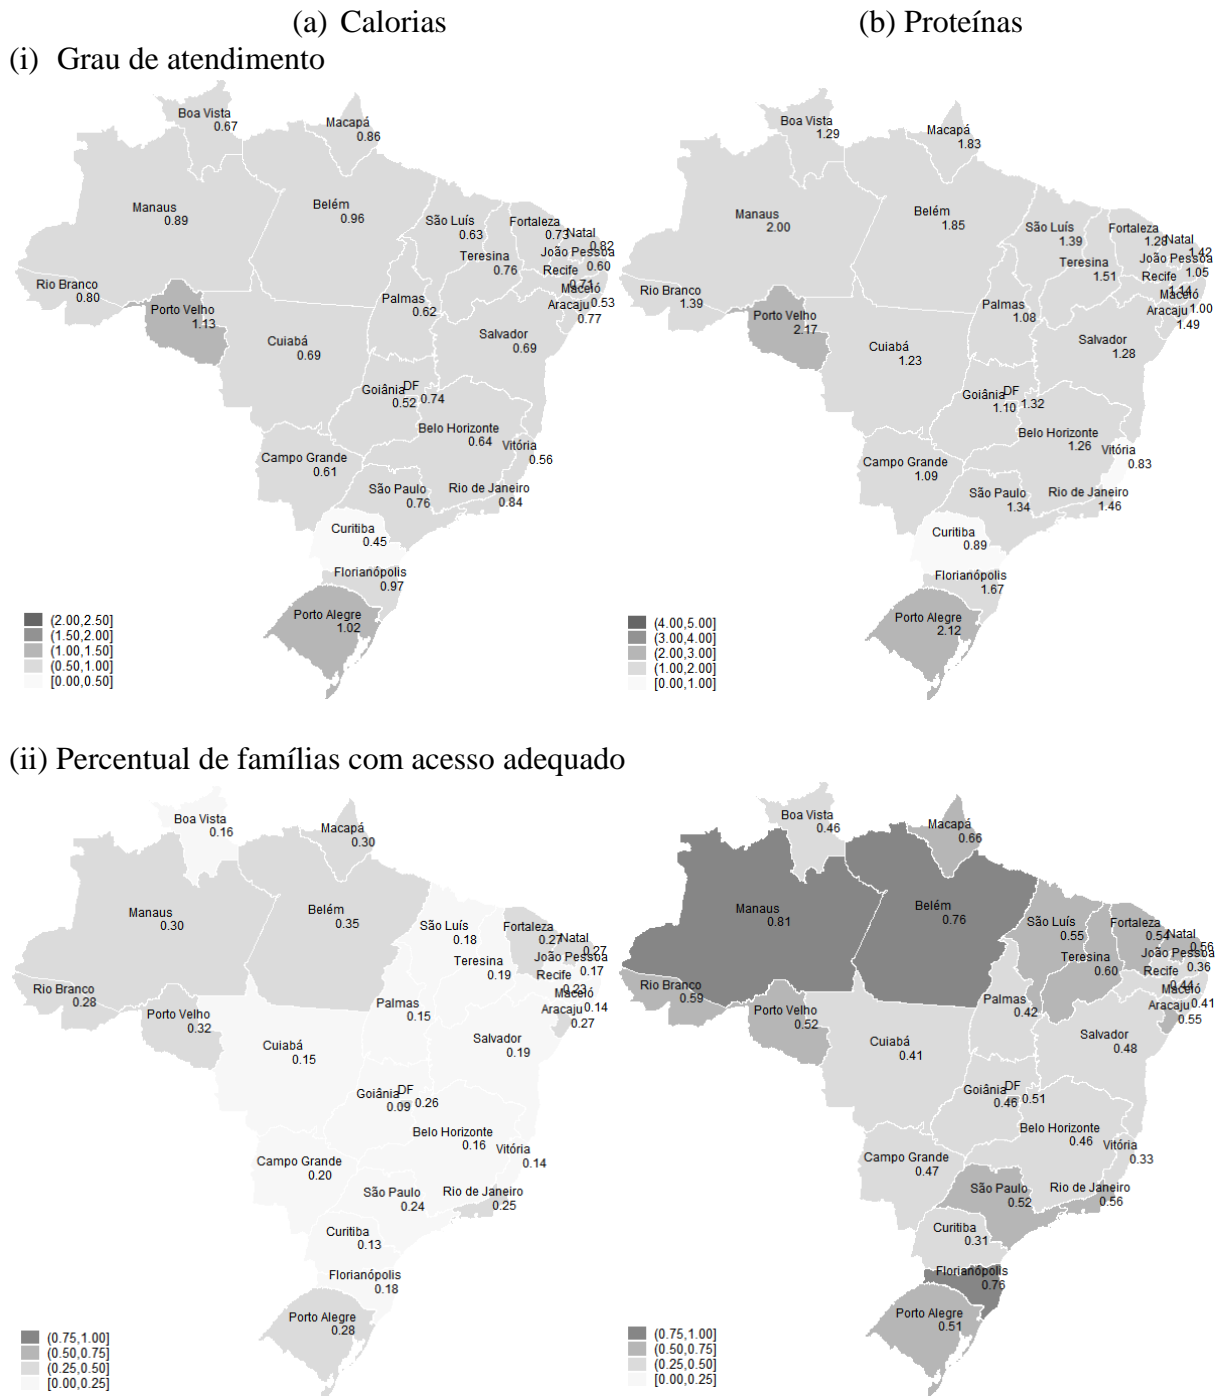 (a) Calorias
(b) Proteínas
(i) Grau de atendimento
Boa Vista
0.67
Macapá
0.86
Manaus
0.89
Belém
0.96
São Luís
0.63
Fortaleza
0.73
Natal
0.82
João Pessoa
0.60
Teresina
0.76
Recife
0.71
Maceló
0.53
Aracaju
0.77
Rio Branco
0.80
Porto Velho
1.13
Palmas
0.62
Cuiabá
0.69
Salvador
0.69
Goiânia
0.52
DF
0.74
Belo Horizonte
0.64
Vitória
0.56
Campo Grande
0.61
São Paulo
0.76
Rio de Janeiro
0.84
Curitiba
0.45
Florianópolis
0.97
Porto Alegre
1.02
(2.00,2.50]
(1.50,2.00]
(1.00,1.50]
(0.50,1.00]
[0.00,0.50]
Boa Vista
1.29
Macapá
1.83
Manaus
2.00
Belém
1.85
São Luís
1.39
Fortaleza
1.28
Natal
1.42
João Pessoa
1.05
Teresina
1.51
Recife
1.14
Maceló
1.00
Aracaju
1.49
Rio Branco
1.39
Porto Velho
2.17
Palmas
1.08
Cuiabá
1.23
Salvador
1.28
Goiânia
1.10
DF
1.32
Belo Horizonte
1.26
Vitória
0.83
Campo Grande
1.09
São Paulo
1.34
Rio de Janeiro
1.46
Curitiba
0.89
Florianópolis
1.67
Porto Alegre
2.12
(4.00,5.00]
(3.00,4.00]
(2.00,3.00]
(1.00,2.00]
[0.00,1.00]
(ii) Percentual de famílias com acesso adequado
Boa Vista
0.16
Macapá
0.30
Manaus
0.30
Belém
0.35
São Luís
0.18
Fortaleza
0.27
Natal
0.27
João Pessoa
0.17
Teresina
0.19
Recife
0.23
Maceló
0.14
Aracaju
0.27
Rio Branco
0.28
Porto Velho
0.32
Palmas
0.15
Cuiabá
0.15
Salvador
0.19
Goiânia
0.09
DF
0.26
Belo Horizonte
0.16
Vitória
0.14
Campo Grande
0.20
São Paulo
0.24
Rio de Janeiro
0.25
Curitiba
0.13
Florianópolis
0.18
Porto Alegre
0.28
(0.75,1.00]
(0.50,0.75]
(0.25,0.50]
[0.00,0.25]
Boa Vista
0.46
Macapá
0.66
Manaus
0.81
Belém
0.76
São Luís
0.55
Fortaleza
0.54
Natal
0.56
João Pessoa
0.36
Teresina
0.60
Recife
0.44
Maceló
0.41
Aracaju
0.55
Rio Branco
0.59
Porto Velho
0.52
Palmas
0.42
Cuiabá
0.41
Salvador
0.48
Goiânia
0.46
DF
0.51
Belo Horizonte
0.46
Vitória
0.33
Campo Grande
0.47
São Paulo
0.52
Rio de Janeiro
0.56
Curitiba
0.31
Florianópolis
0.76
Porto Alegre
0.51
(0.75,1.00]
(0.50,0.75]
(0.25,0.50]
[0.00,0.25]